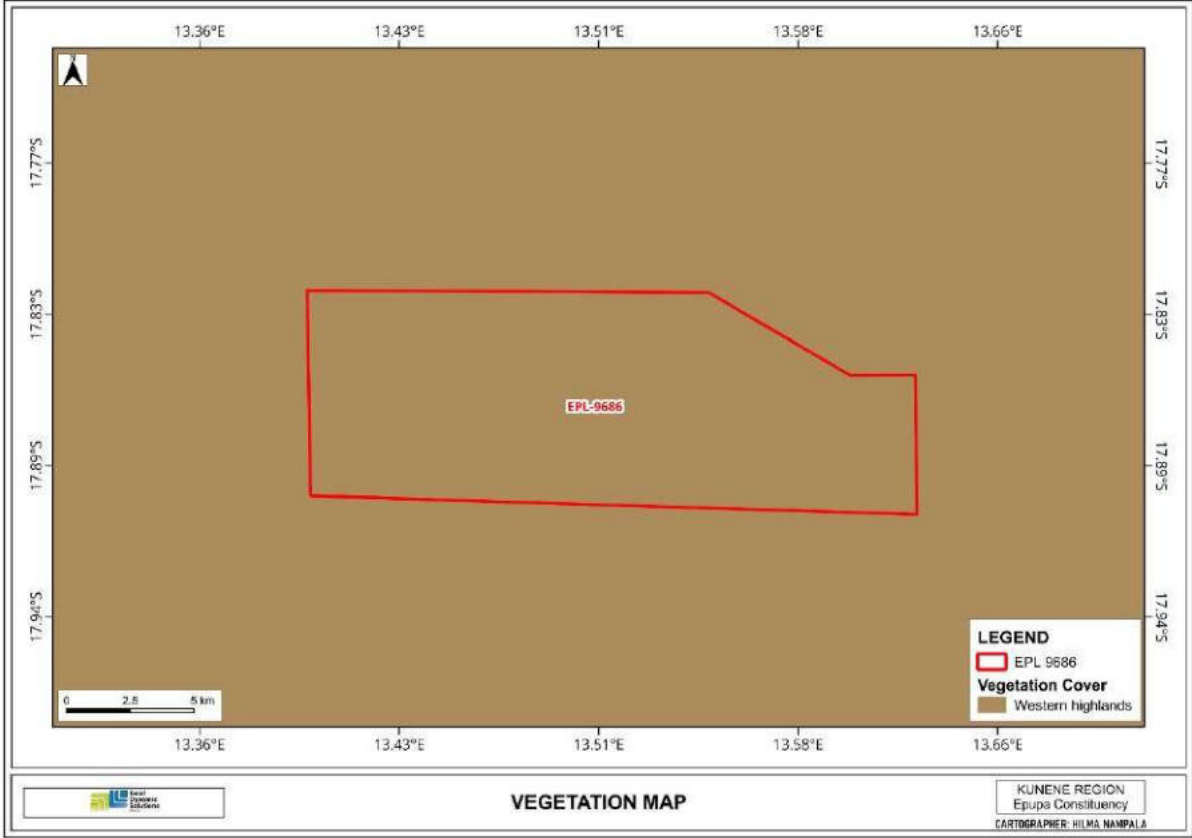 13.36°E 13.43°E 13.51°E 13.58°E 13.66°E
N
17.77°S 17.77°S
17.83°S 17.83°S
EPL-9686
17.89°S 17.89°S
17.94°S 17.94°S
LEGEND
EPL 9686
Vegetation Cover
Western highlands
0 2.5 5 km
13.36°E 13.43°E 13.51°E 13.58°E 13.66°E
Excel
Dynamic
Solutions
VEGETATION MAP
KUNENE REGION
Epupa Constituency
CARTOGRAPHER: HILMA NAMPALA